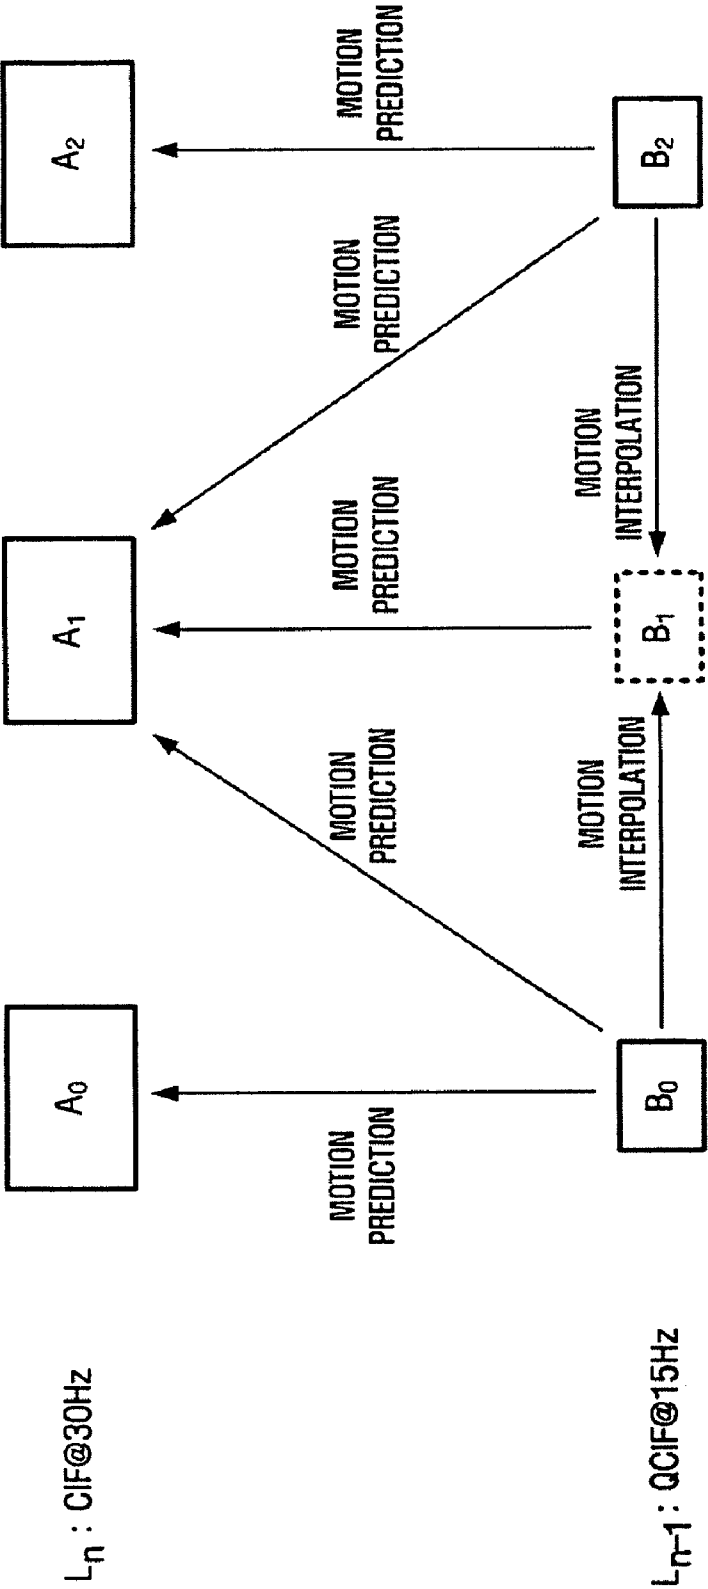 Lₙ : CIF@30Hz
A₀
A₁
A₂
MOTION
PREDICTION
MOTION
PREDICTION
MOTION
PREDICTION
MOTION
PREDICTION
MOTION
PREDICTION
MOTION
INTERPOLATION
MOTION
INTERPOLATION
Lₙ₋₁ : QCIF@15Hz
B₀
B₁
B₂